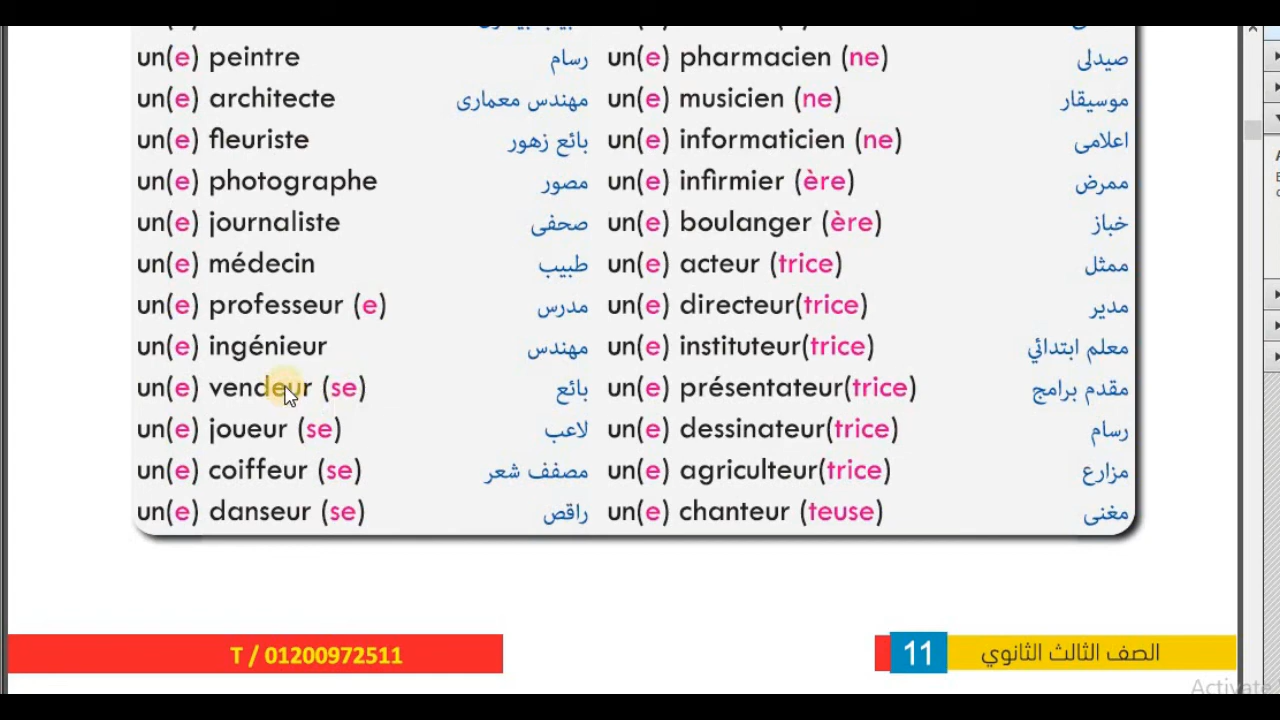 un(e) peintre رسام un(e) pharmacien (ne) صيدلى
un(e) architecte مهندس معمارى un(e) musicien (ne) موسيقار
un(e) fleuriste بائع زهور un(e) informaticien (ne) اعلامى
un(e) photographe مصور un(e) infirmier (ère) ممرض
un(e) journaliste صحفى un(e) boulanger (ère) خباز
un(e) médecin طبيب un(e) acteur (trice) ممثل
un(e) professeur (e) مدرس un(e) directeur(trice) مدير
un(e) ingénieur مهندس un(e) instituteur(trice) معلم ابتدائي
un(e) vendeur (se) بائع un(e) présentateur(trice) مقدم برامج
un(e) joueur (se) لاعب un(e) dessinateur(trice) رسام
un(e) coiffeur (se) مصفف شعر un(e) agriculteur(trice) مزارع
un(e) danseur (se) راقص un(e) chanteur (teuse) مغنى
T / 01200972511 11 الصف الثالث الثانوي
Activate